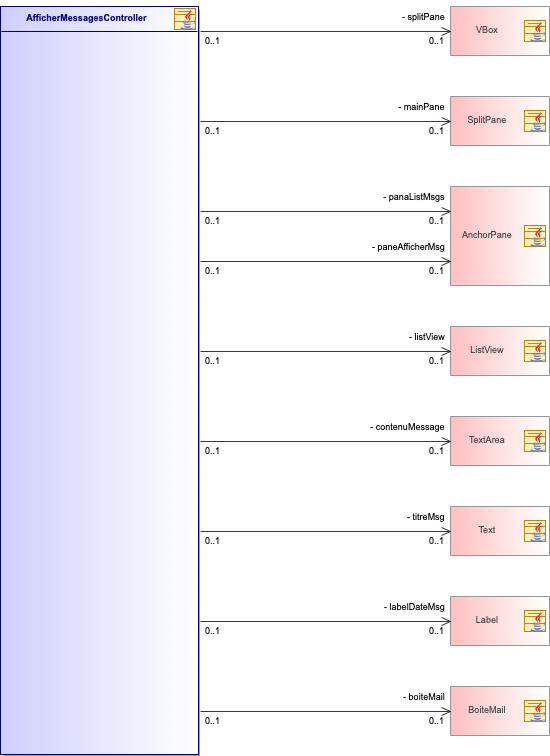 AfficherMessagesController
- splitPane
0..1 0..1
VBox
- mainPane
0..1 0..1
SplitPane
- panaListMsgs
0..1 0..1
- paneAfficherMsg
0..1 0..1
AnchorPane
- listView
0..1 0..1
ListView
- contenuMessage
0..1 0..1
TextArea
- titreMsg
0..1 0..1
Text
- labelDateMsg
0..1 0..1
Label
- boiteMail
0..1 0..1
BoiteMail